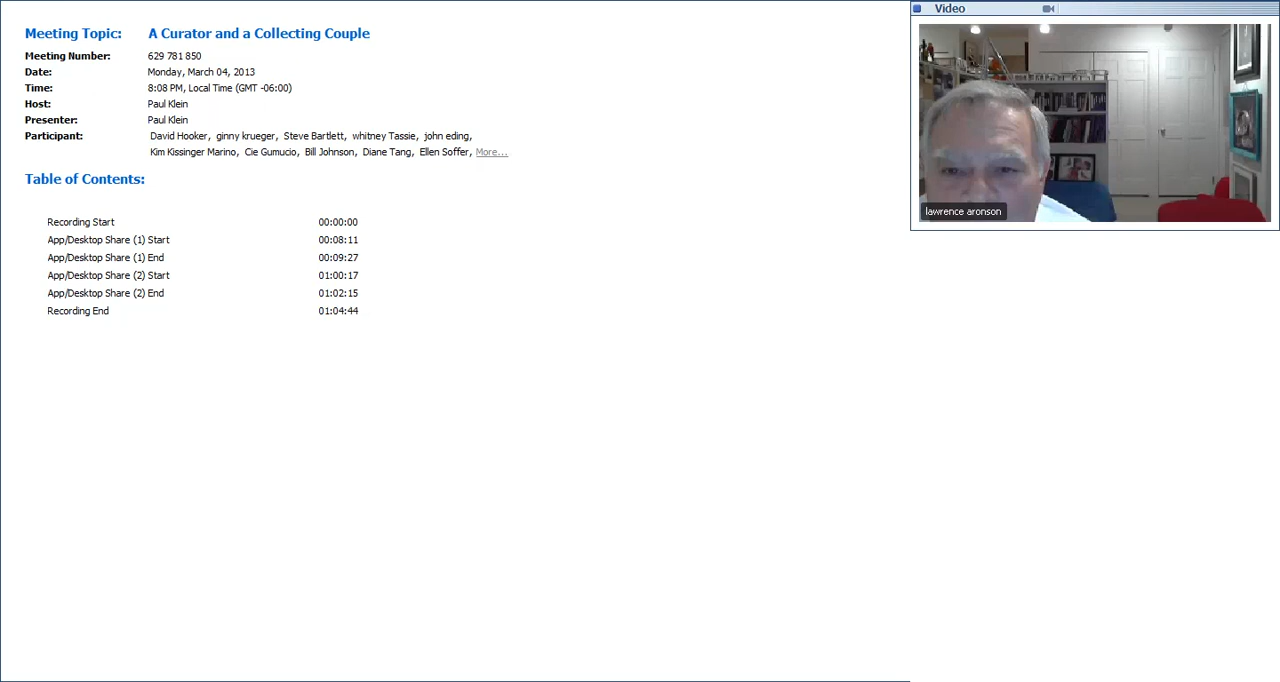 Meeting Topic: A Curator and a Collecting Couple
Meeting Number: 629 781 850
Date: Monday, March 04, 2013
Time: 8:08 PM, Local Time (GMT -06:00)
Host: Paul Klein
Presenter: Paul Klein
Participant: David Hooker, ginny krueger, Steve Bartlett, whitney Tassie, john eding,
Kim Kissinger Marino, Cie Gumucio, Bill Johnson, Diane Tang, Ellen Soffer, More...
Table of Contents:
Recording Start 00:00:00
App/Desktop Share (1) Start 00:08:11
App/Desktop Share (1) End 00:09:27
App/Desktop Share (2) Start 01:00:17
App/Desktop Share (2) End 01:02:15
Recording End 01:04:44
Video
lawrence aronson